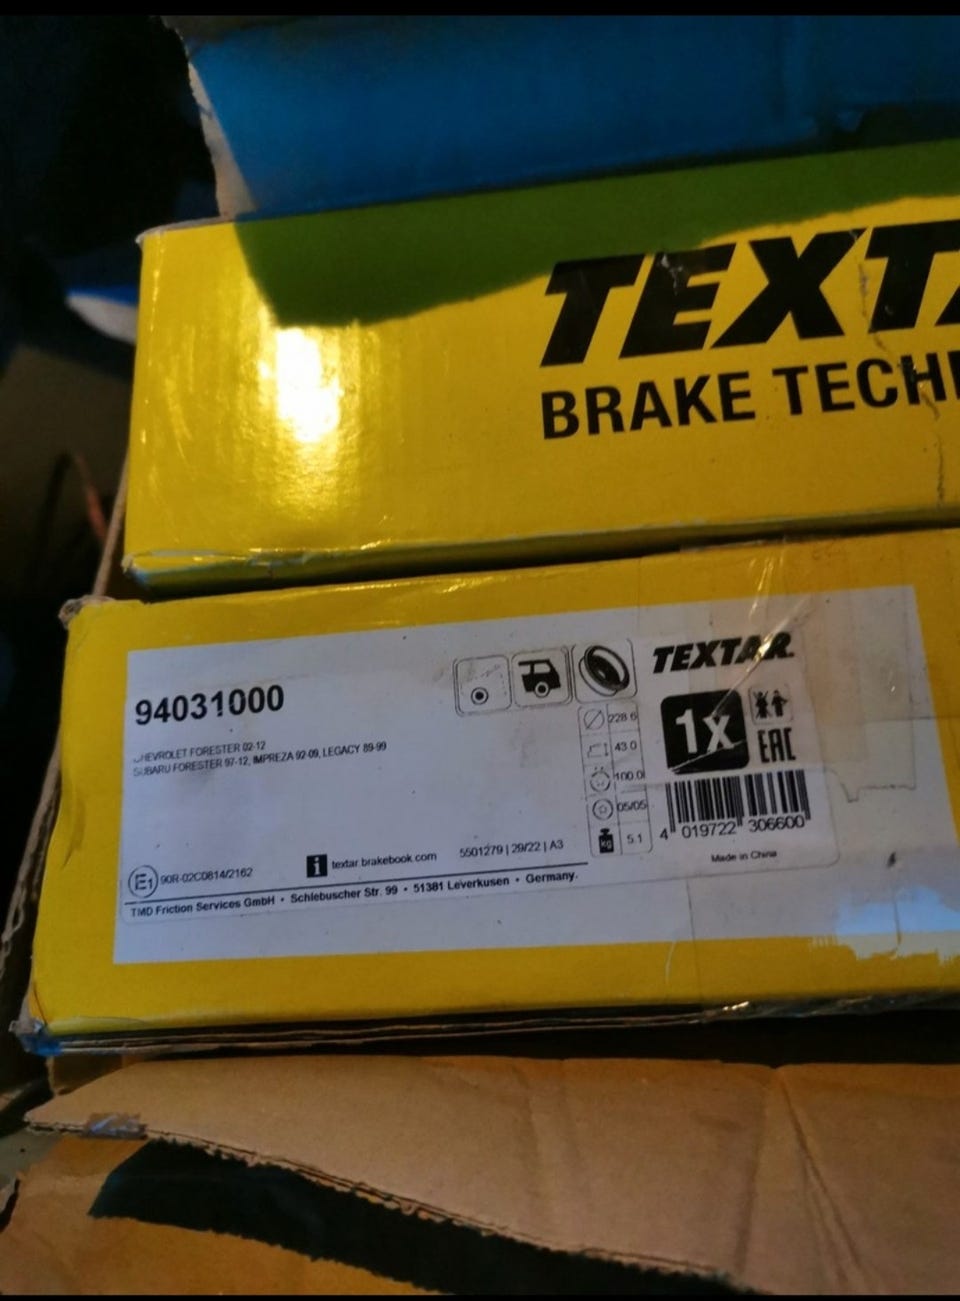 TEXTA
BRAKE TECH
94031000
CHEVROLET FORESTER 02-12
SUBARU FORESTER 97-12, IMPREZA 92-09, LEGACY 89-99
TEXTAR
228.6
43.0
100.0
05/05
kg 5.1
1x
EAC
4 019722 306600
Made in China
E1 90R-02C0814/2162
i textar.brakebook.com
5501279 | 29/22 | A3
TMD Friction Services GmbH • Schlebuscher Str. 99 • 51381 Leverkusen • Germany.